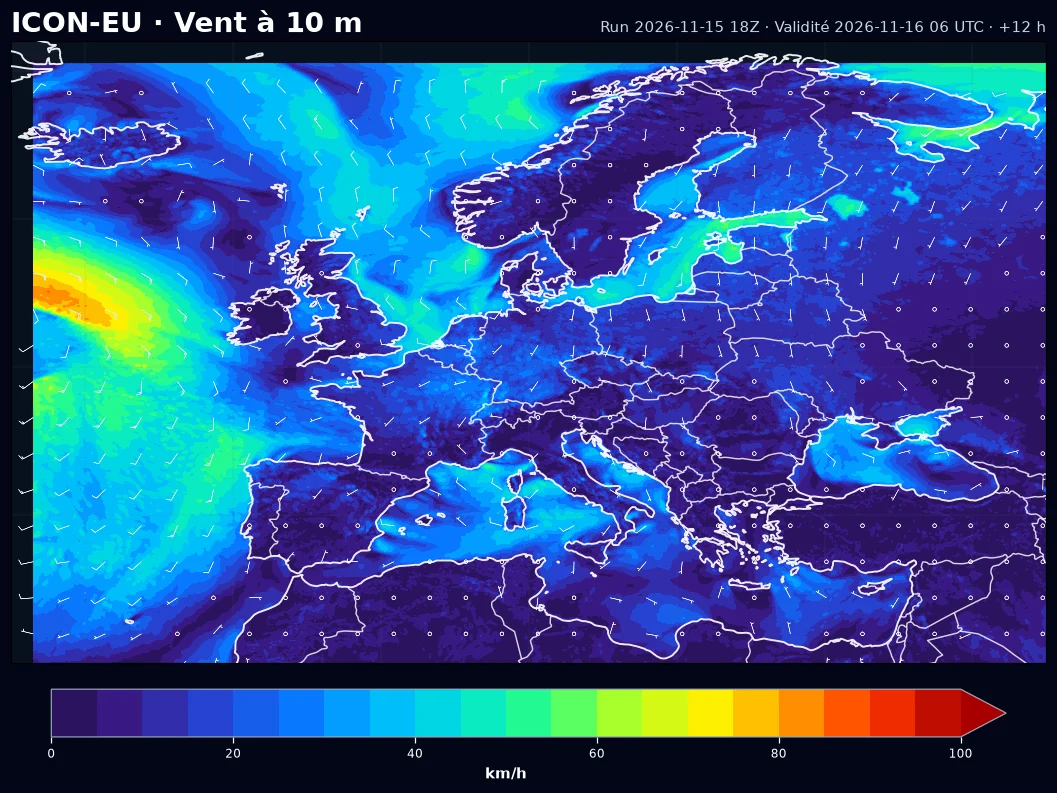 ICON-EU · Vent à 10 m
Run 2026-11-15 18Z · Validité 2026-11-16 06 UTC · +12 h
0 20 40 60 80 100
km/h